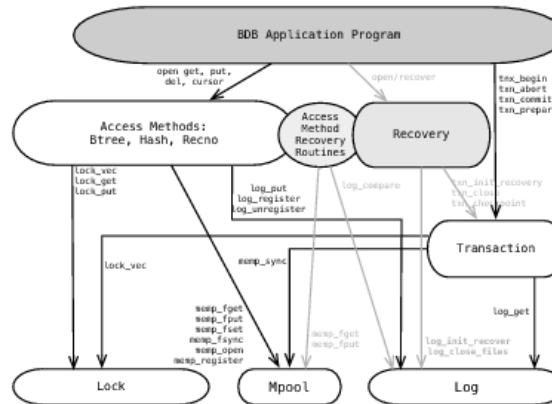 BDB Application Program
open get, put,
del, cursor
open/recover
tnx_begin
txn_abort
txn_commit
txn_prepar
Access Methods:
Btree, Hash, Recno
Access
Method
Recovery
Routines
Recovery
lock_vec
lock_get
lock_put
log_put
log_register
log_unregister
log_compare
txn_init_recovery
txn_close
txn_checkpoint
Transaction
lock_vec
memp_sync
log_get
memp_fget
memp_fput
memp_fset
memp_fsync
memp_open
memp_register
memp_fget
memp_fput
log_init_recover
log_close_files
Lock
Mpool
Log